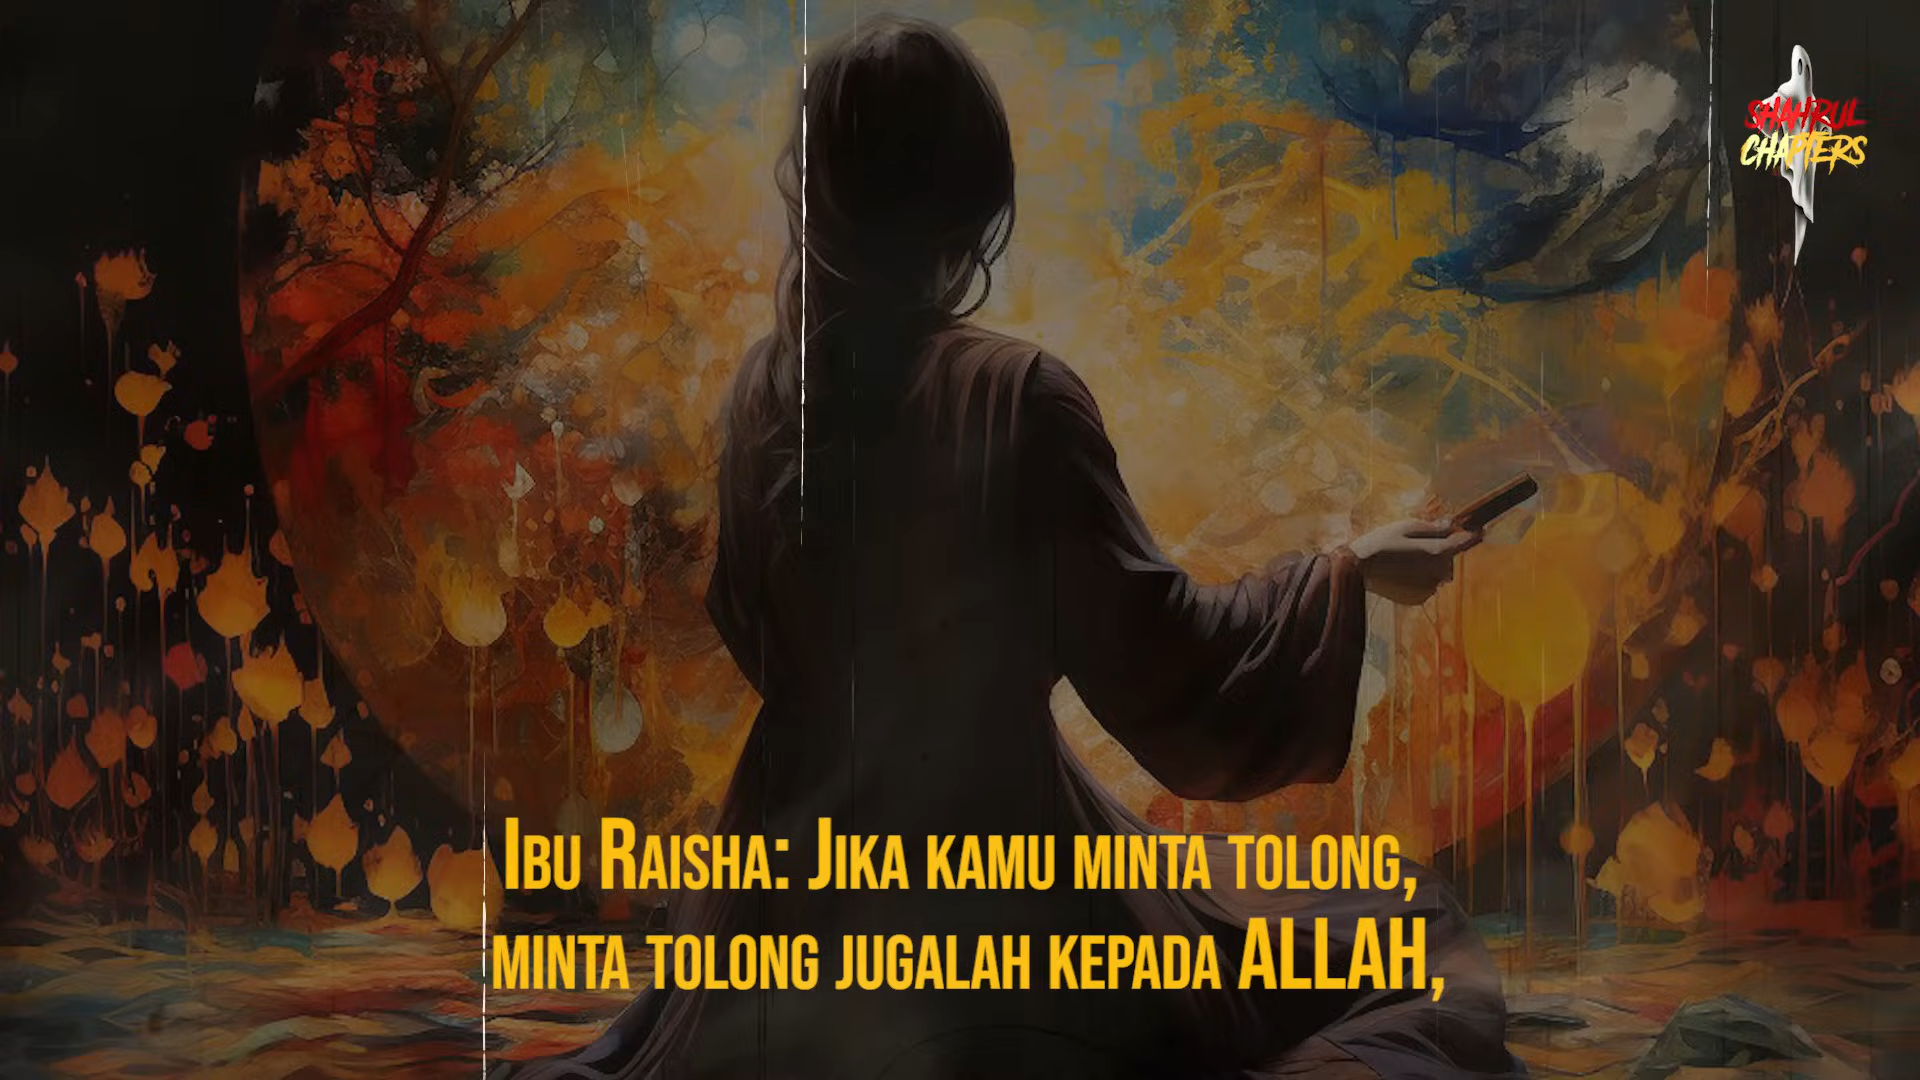 SHAHRUL
CHAPTERS
Ibu Raisha: Jika kamu minta tolong,
minta tolong jugalah kepada ALLAH,